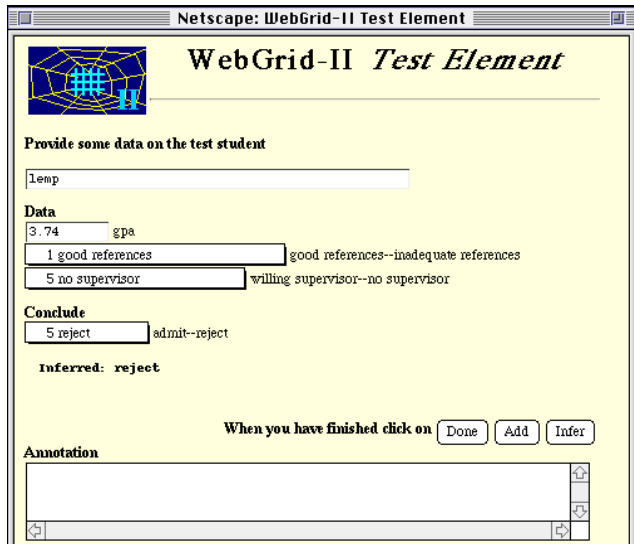 Netscape: WebGrid-II Test Element
WebGrid-II Test Element
II
Provide some data on the test student
lemp
Data
3.74 gpa
1 good references good references--inadequate references
5 no supervisor willing supervisor--no supervisor
Conclude
5 reject admit--reject
Inferred: reject
When you have finished click on Done Add Infer
Annotation